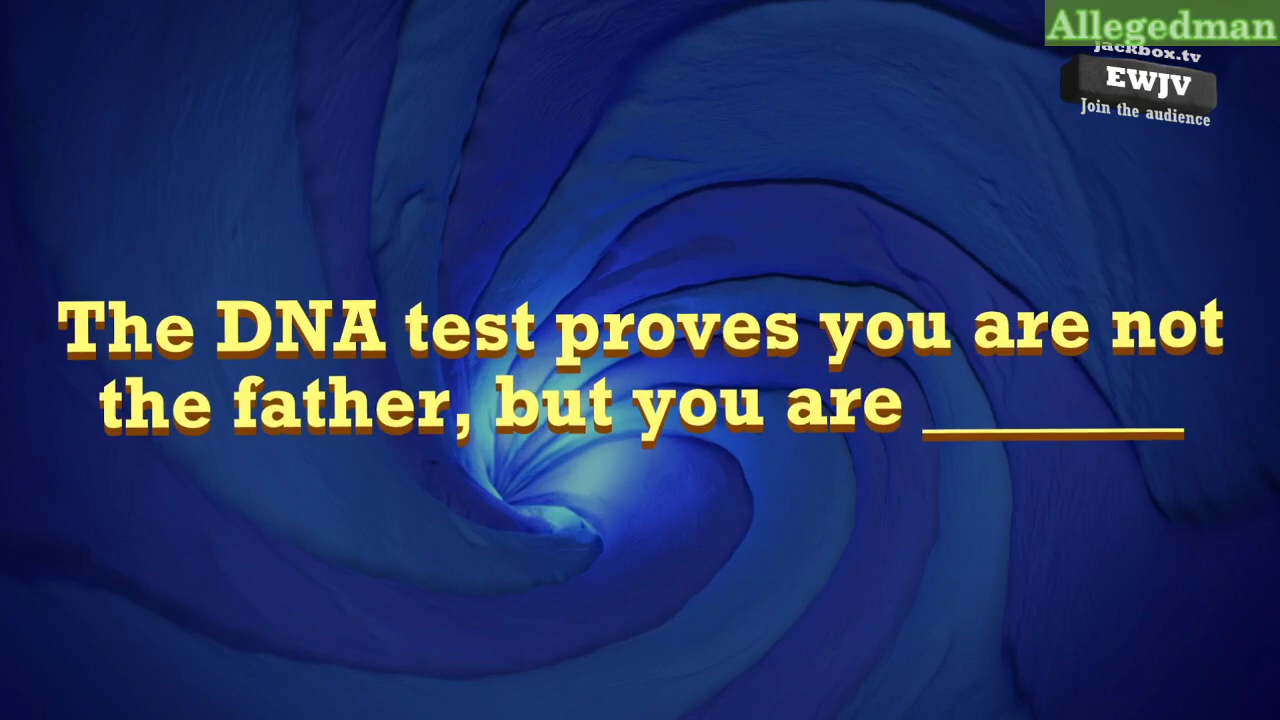 Allegedman
jackbox.tv
EWJV
Join the audience
The DNA test proves you are not
the father, but you are ________